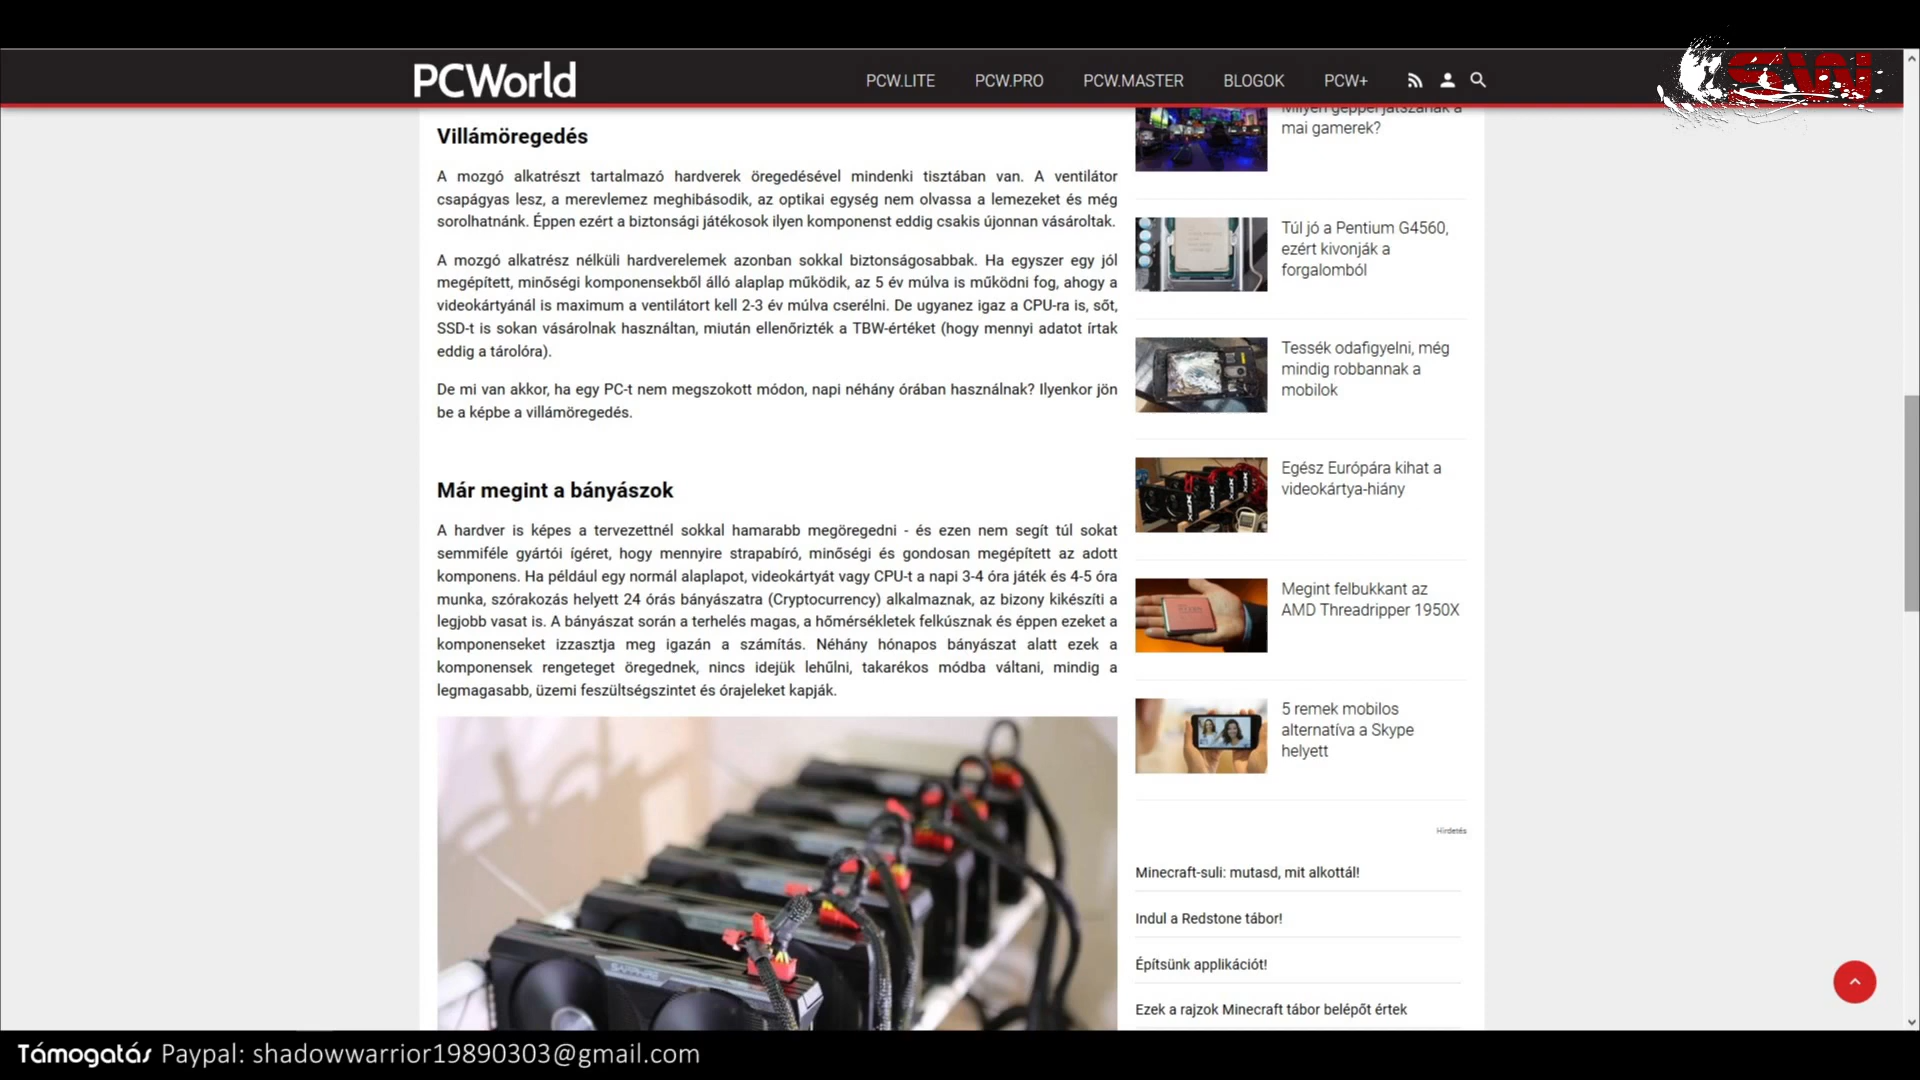 PCWorld
PCW.LITE PCW.PRO PCW.MASTER BLOGOK PCW+
SW
Villámöregedés
A mozgó alkatrészt tartalmazó hardverek öregedésével mindenki tisztában van. A ventilátor
csapágyas lesz, a merevlemez meghibásodik, az optikai egység nem olvassa a lemezeket és még
sorolhatnánk. Éppen ezért a biztonsági játékosok ilyen komponenst eddig csakis újonnan vásároltak.
A mozgó alkatrész nélküli hardverelemek azonban sokkal biztonságosabbak. Ha egyszer egy jól
megépített, minőségi komponensekből álló alaplap működik, az 5 év múlva is működni fog, ahogy a
videokártyánál is maximum a ventilátort kell 2-3 év múlva cserélni. De ugyanez igaz a CPU-ra is, sőt,
SSD-t is sokan vásárolnak használtan, miután ellenőrizték a TBW-értéket (hogy mennyi adatot írtak
eddig a tárolóra).
De mi van akkor, ha egy PC-t nem megszokott módon, napi néhány órában használnak? Ilyenkor jön
be a képbe a villámöregedés.
Már megint a bányászok
A hardver is képes a tervezettnél sokkal hamarabb megöregedni - és ezen nem segít túl sokat
semmiféle gyártói ígéret, hogy mennyire strapabíró, minőségi és gondosan megépített az adott
komponens. Ha például egy normál alaplapot, videokártyát vagy CPU-t a napi 3-4 óra játék és 4-5 óra
munka, szórakozás helyett 24 órás bányászatra (Cryptocurrency) alkalmaznak, az bizony kikészíti a
legjobb vasat is. A bányászat során a terhelés magas, a hőmérsékletek felkúsznak és éppen ezeket a
komponenseket izzasztja meg igazán a számítás. Néhány hónapos bányászat alatt ezek a
komponensek rengeteget öregednek, nincs idejük lehűlni, takarékos módba váltani, mindig a
legmagasabb, üzemi feszültségszintet és órajeleket kapják.
Milyen géppel játszanak a
mai gamerek?
Túl jó a Pentium G4560,
ezért kivonják a
forgalomból
Tessék odafigyelni, még
mindig robbannak a
mobilok
Egész Európára kihat a
videokártya-hiány
Megint felbukkant az
AMD Threadripper 1950X
5 remek mobilos
alternatíva a Skype
helyett
Hirdetés
Minecraft-suli: mutasd, mit alkottál!
Indul a Redstone tábor!
Építsünk applikációt!
Ezek a rajzok Minecraft tábor belépőt értek
Támogatás Paypal: shadowwarrior19890303@gmail.com